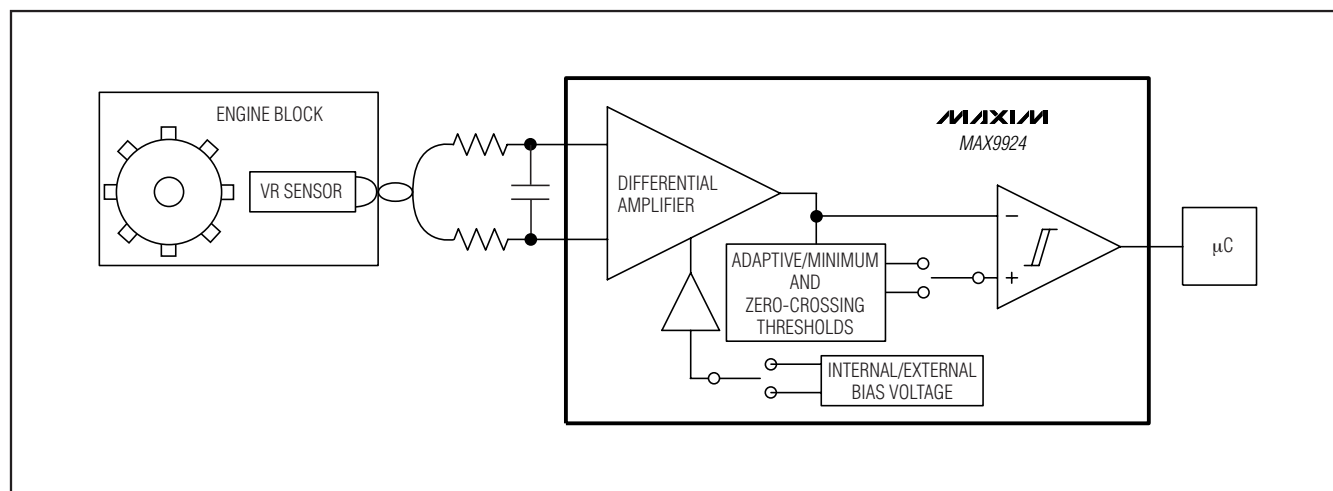 ENGINE BLOCK
VR SENSOR
DIFFERENTIAL
AMPLIFIER
MAXIM
MAX9924
ADAPTIVE/MINIMUM
AND
ZERO-CROSSING
THRESHOLDS
−
+
μC
INTERNAL/EXTERNAL
BIAS VOLTAGE